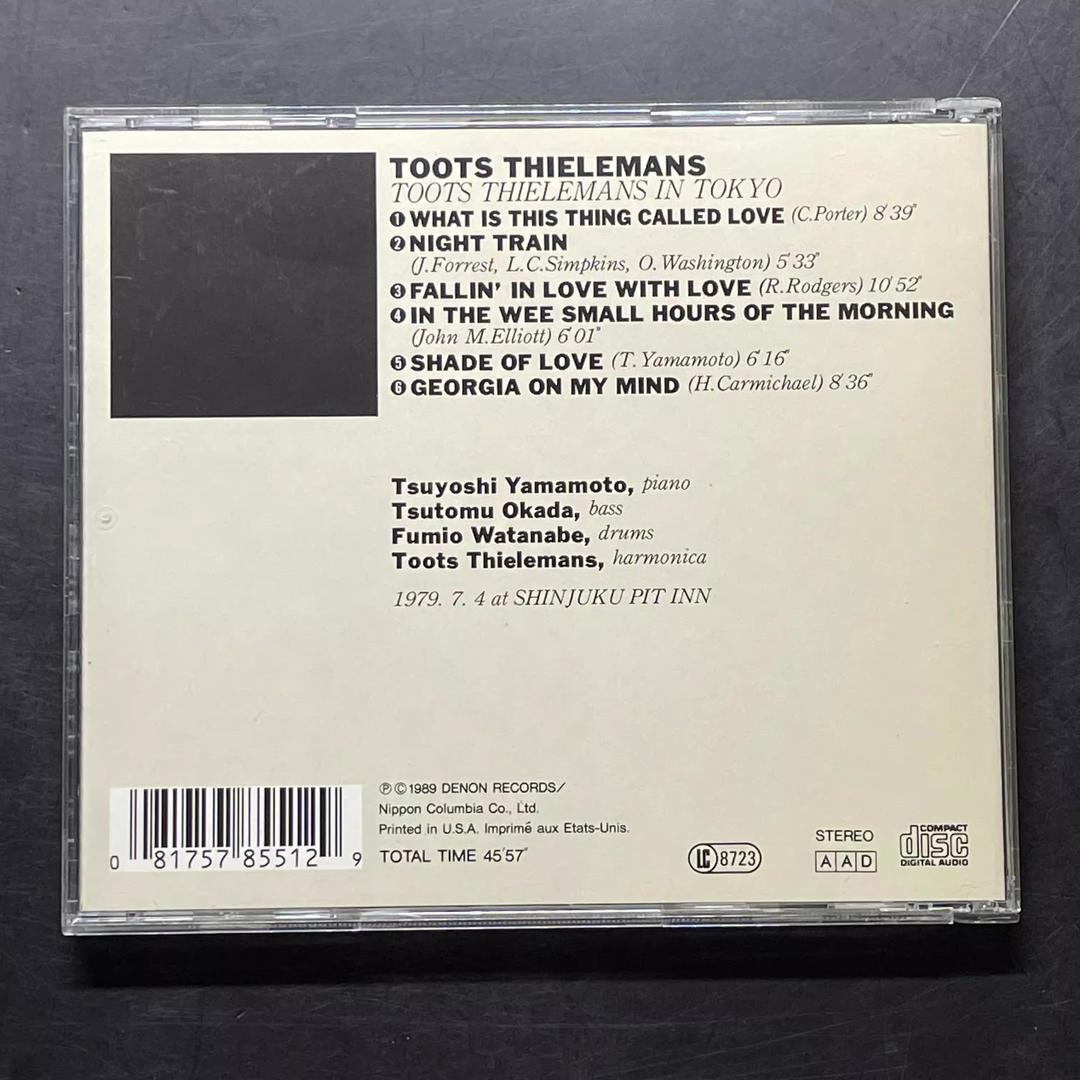 TOOTS THIELEMANS
TOOTS THIELEMANS IN TOKYO
❶ WHAT IS THIS THING CALLED LOVE (C.Porter) 8'39"
❷ NIGHT TRAIN
(J.Forrest, L.C.Simpkins, O.Washington) 5'33"
❸ FALLIN' IN LOVE WITH LOVE (R.Rodgers) 10'52"
❹ IN THE WEE SMALL HOURS OF THE MORNING
(John M.Elliott) 6'01"
❺ SHADE OF LOVE (T.Yamamoto) 6'16"
❻ GEORGIA ON MY MIND (H.Carmichael) 8'36"
Tsuyoshi Yamamoto, piano
Tsutomu Okada, bass
Fumio Watanabe, drums
Toots Thielemans, harmonica
1979. 7. 4 at SHINJUKU PIT INN
0 81757 85512 9
℗©1989 DENON RECORDS/
Nippon Columbia Co., Ltd.
Printed in U.S.A. Imprimé aux Etats-Unis.
TOTAL TIME 45'57"
LC 8723
STEREO
AAD
COMPACT
disc
DIGITAL AUDIO